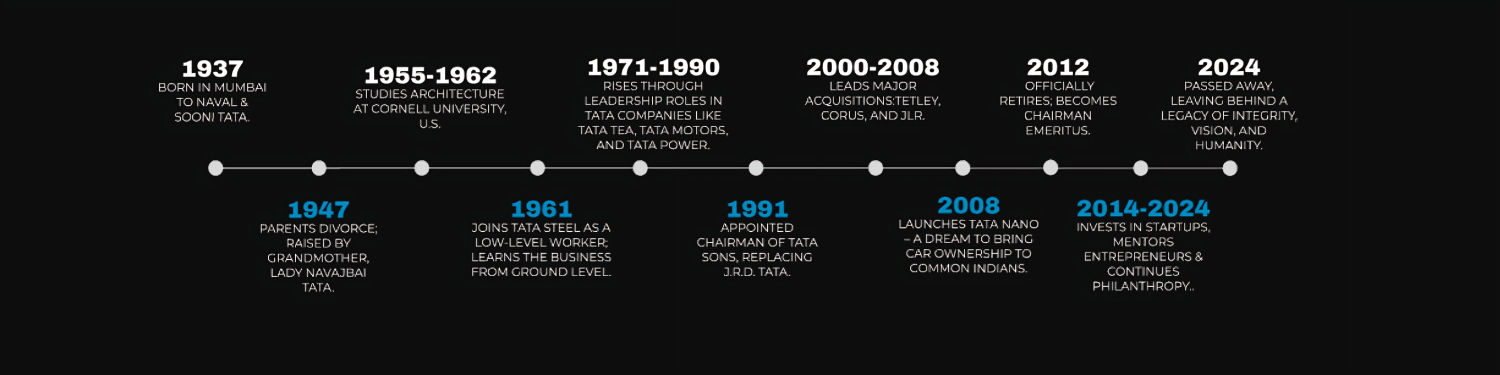 1937
BORN IN MUMBAI
TO NAVAL &
SOONI TATA.
1947
PARENTS DIVORCE;
RAISED BY
GRANDMOTHER,
LADY NAVAJBAI
TATA.
1955-1962
STUDIES ARCHITECTURE
AT CORNELL UNIVERSITY,
U.S.
1961
JOINS TATA STEEL AS A
LOW-LEVEL WORKER;
LEARNS THE BUSINESS
FROM GROUND LEVEL.
1971-1990
RISES THROUGH
LEADERSHIP ROLES IN
TATA COMPANIES LIKE
TATA TEA, TATA MOTORS,
AND TATA POWER.
1991
APPOINTED
CHAIRMAN OF TATA
SONS, REPLACING
J.R.D. TATA.
2000-2008
LEADS MAJOR
ACQUISITIONS:TETLEY,
CORUS, AND JLR.
2008
LAUNCHES TATA NANO
– A DREAM TO BRING
CAR OWNERSHIP TO
COMMON INDIANS.
2012
OFFICIALLY
RETIRES; BECOMES
CHAIRMAN
EMERITUS.
2014-2024
INVESTS IN STARTUPS,
MENTORS
ENTREPRENEURS &
CONTINUES
PHILANTHROPY..
2024
PASSED AWAY,
LEAVING BEHIND A
LEGACY OF INTEGRITY,
VISION, AND
HUMANITY.